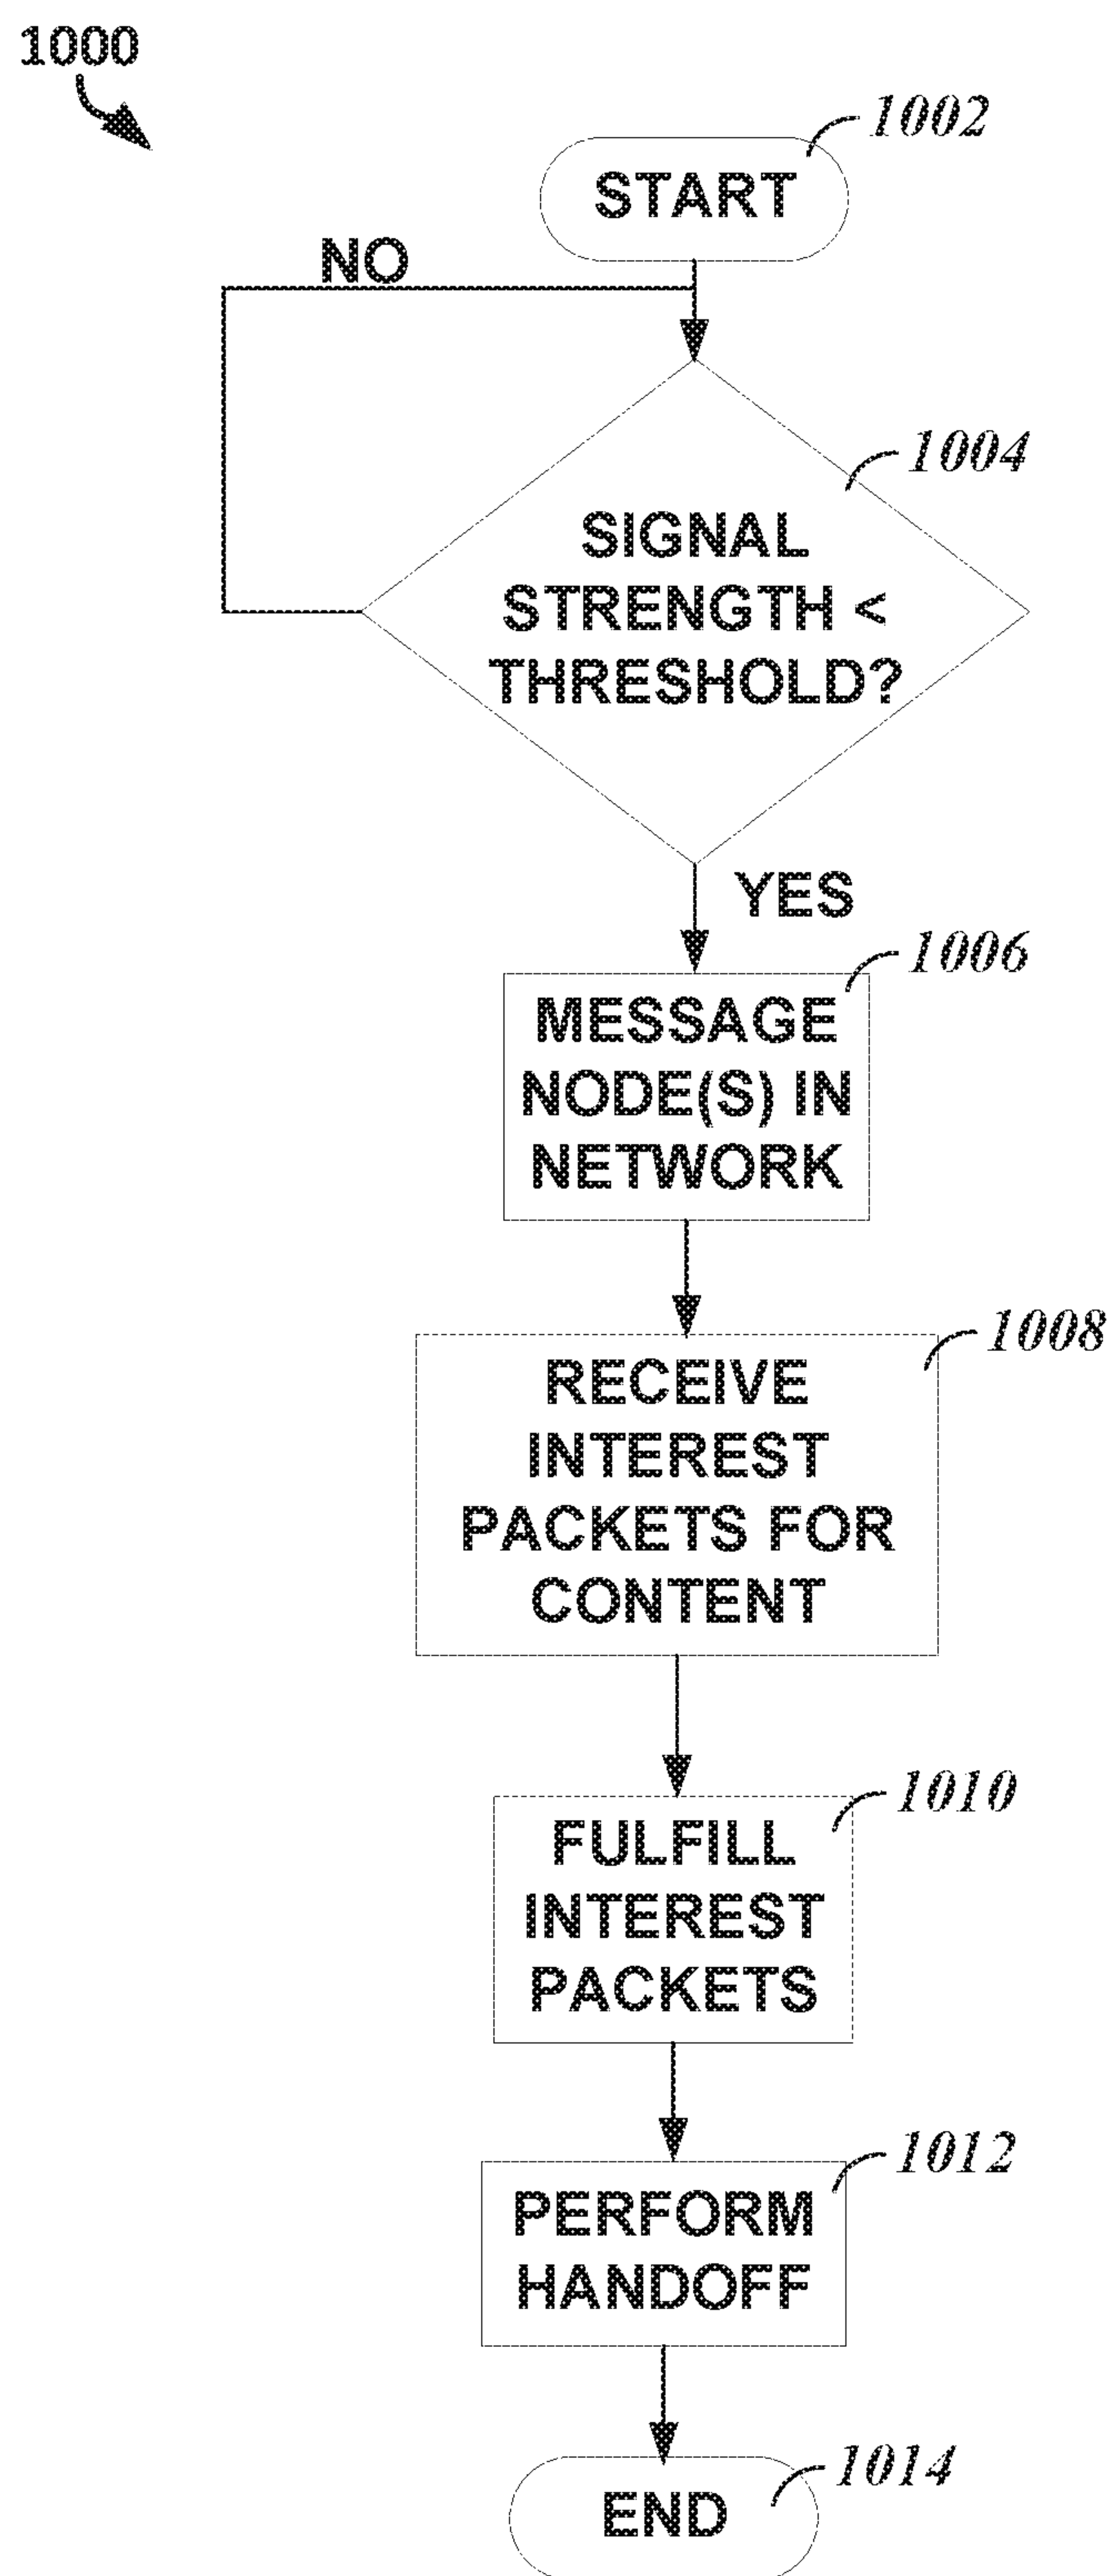 1000
1002
START
NO
1004
SIGNAL
STRENGTH <
THRESHOLD?
YES
1006
MESSAGE
NODE(S) IN
NETWORK
1008
RECEIVE
INTEREST
PACKETS FOR
CONTENT
1010
FULFILL
INTEREST
PACKETS
1012
PERFORM
HANDOFF
1014
END